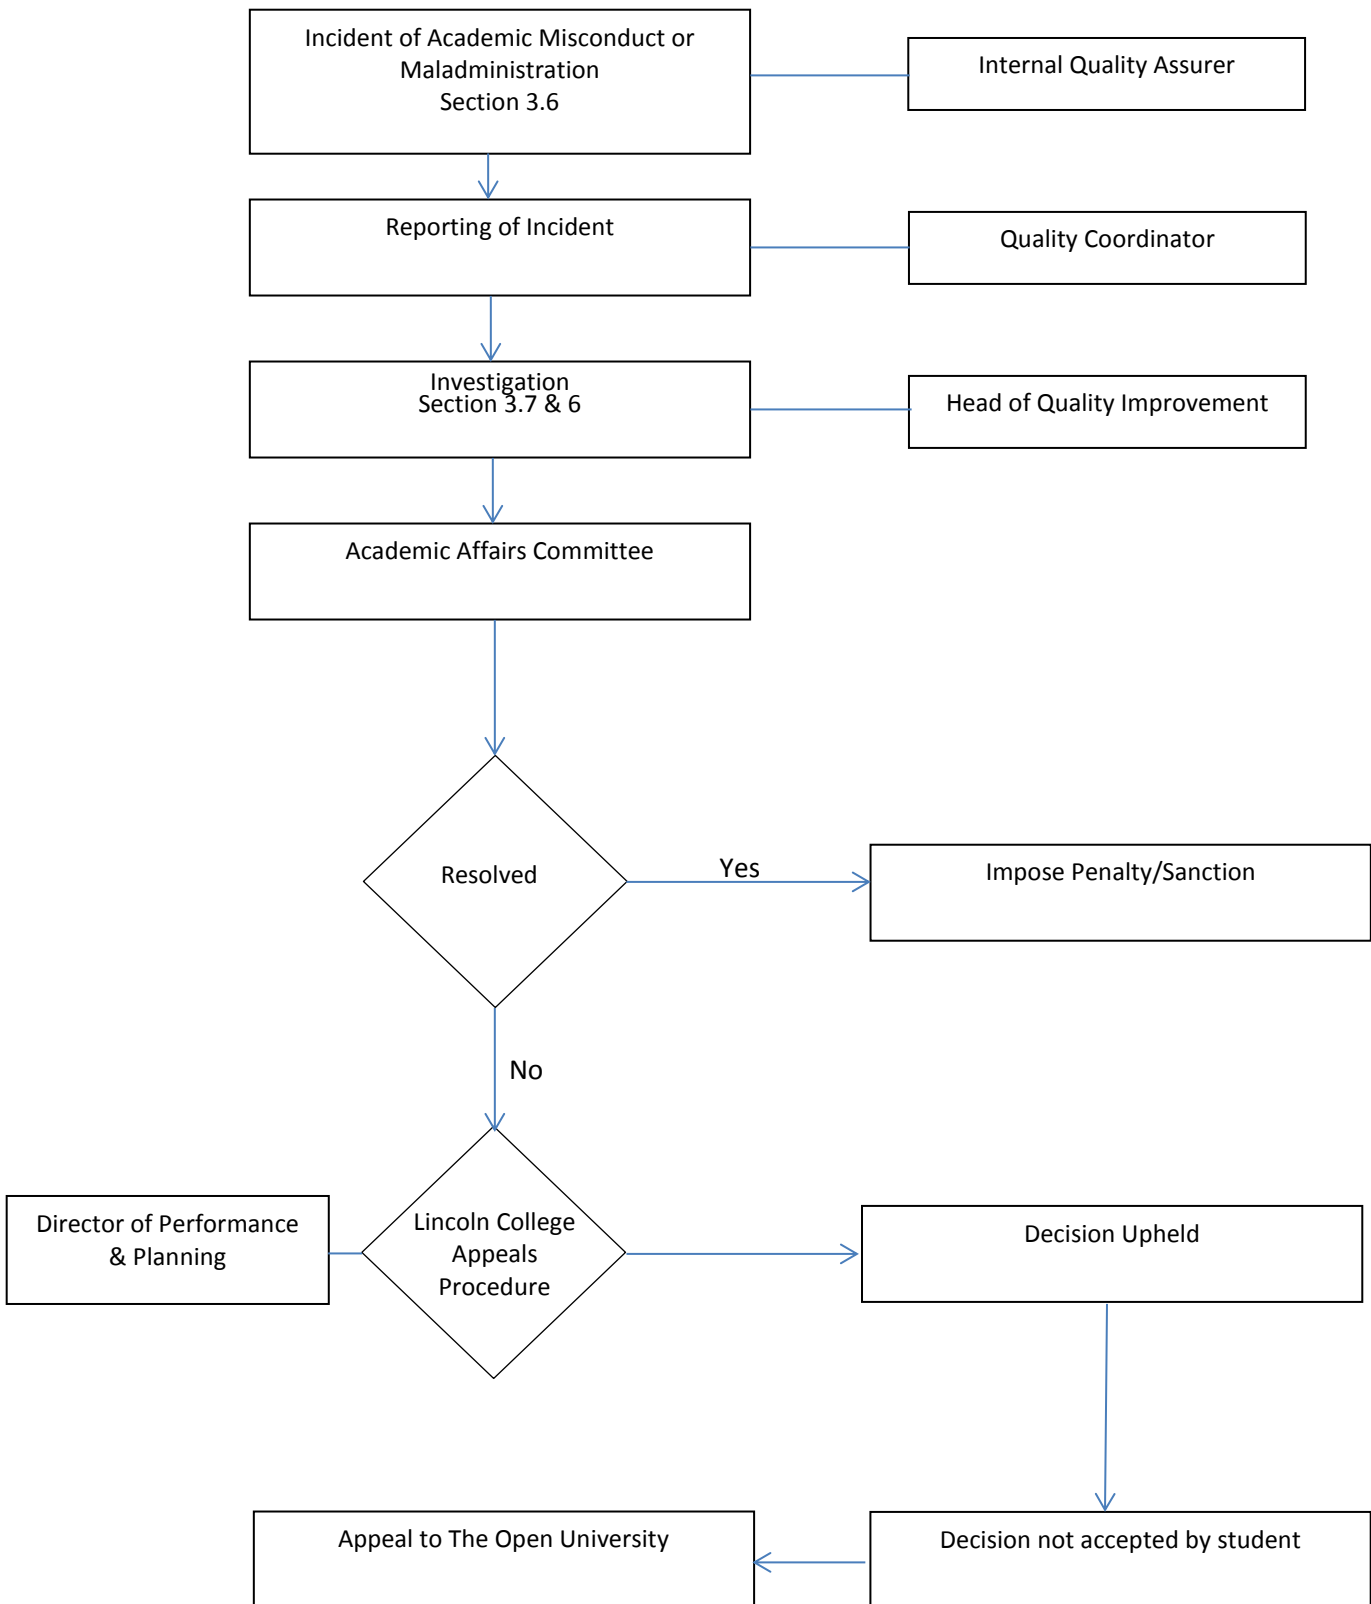 Incident of Academic Misconduct or
Maladministration
Section 3.6
Internal Quality Assurer
Reporting of Incident
Quality Coordinator
Investigation
Section 3.7 & 6
Head of Quality Improvement
Academic Affairs Committee
Resolved
Yes
Impose Penalty/Sanction
No
Director of Performance
& Planning
Lincoln College
Appeals
Procedure
Decision Upheld
Appeal to The Open University
Decision not accepted by student